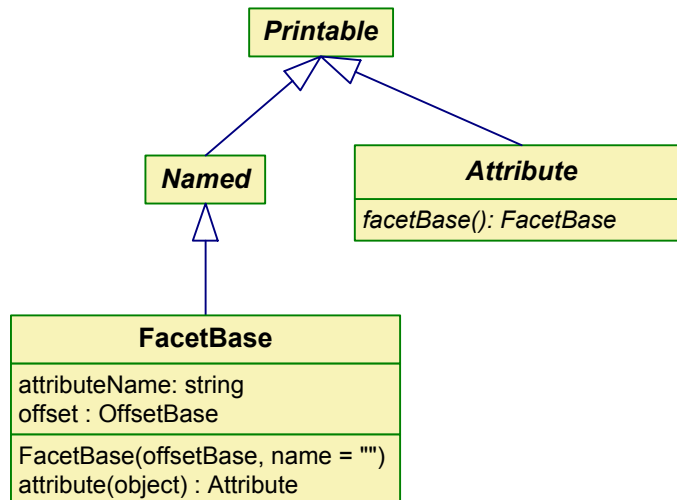 Printable
Named
Attribute
facetBase(): FacetBase
FacetBase
attributeName: string
offset : OffsetBase
FacetBase(offsetBase, name = "")
attribute(object) : Attribute